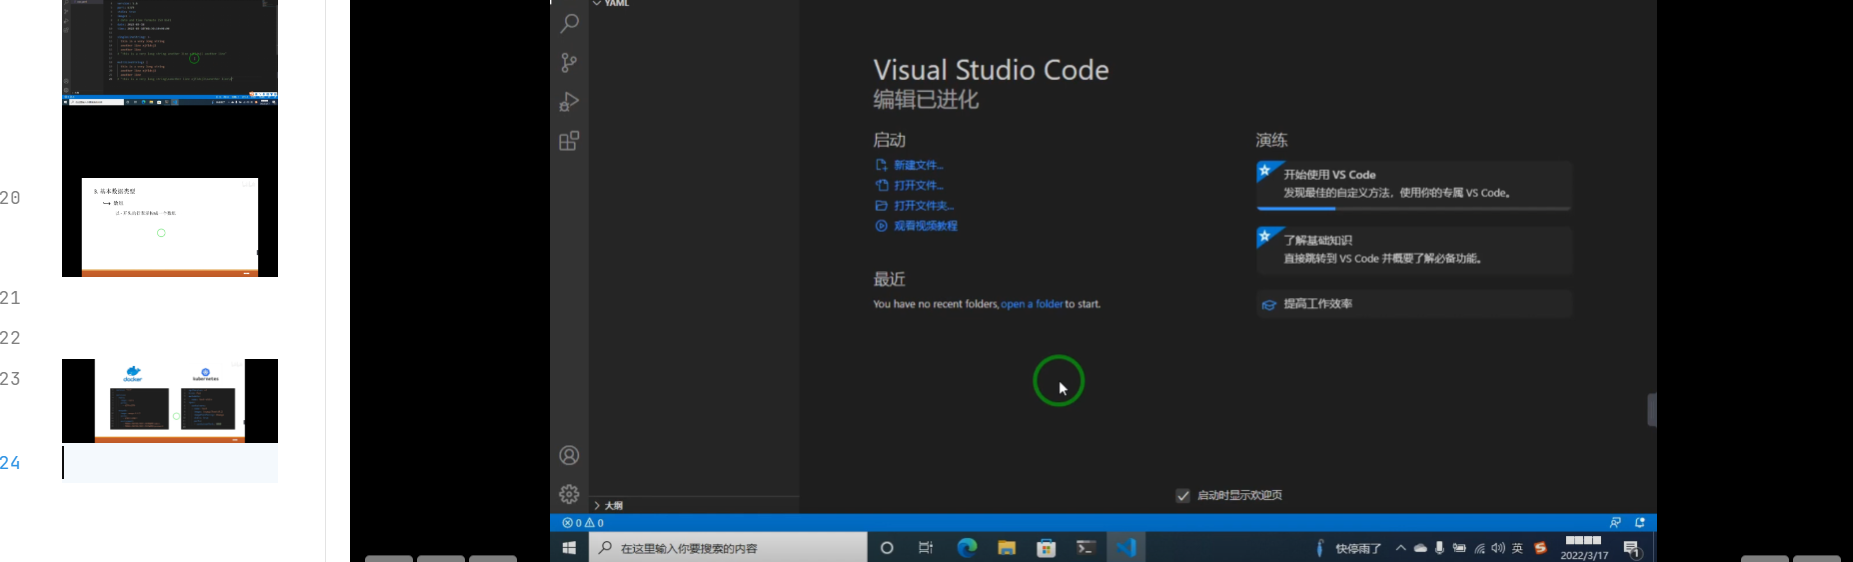 YAML
Visual Studio Code
编辑已进化
启动
新建文件...
打开文件...
打开文件夹...
观看视频教程
最近
You have no recent folders, open a folder to start.
演练
开始使用 VS Code
发现最佳的自定义方法，使用你的专属 VS Code。
了解基础知识
直接跳转到 VS Code 并概要了解必备功能。
提高工作效率
启动时显示欢迎页
大纲
0 0
在这里输入你要搜索的内容
快停雨了
英
2022/3/17
1
20
3. 基本数据类型
数组
21
22
23
docker
kubernetes
24